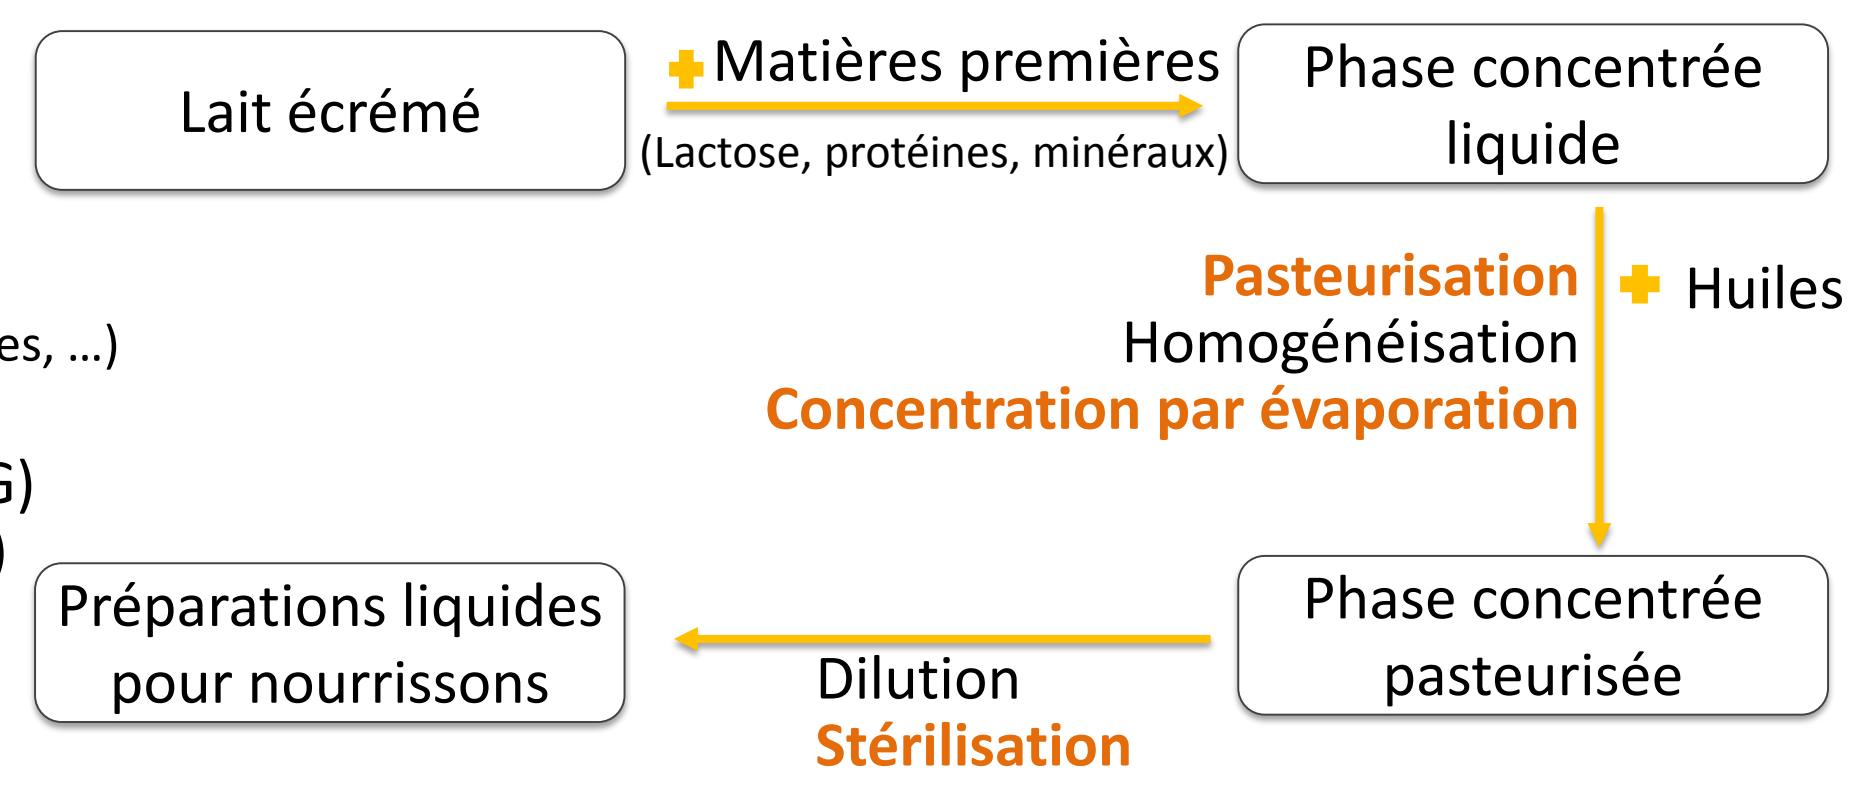 Lait écrémé
Matières premières
(Lactose, protéines, minéraux)
Phase concentrée
liquide
Pasteurisation
Homogénéisation
Concentration par évaporation
Huiles
es, ...)
G)
)
Phase concentrée
pasteurisée
Dilution
Stérilisation
Préparations liquides
pour nourrissons